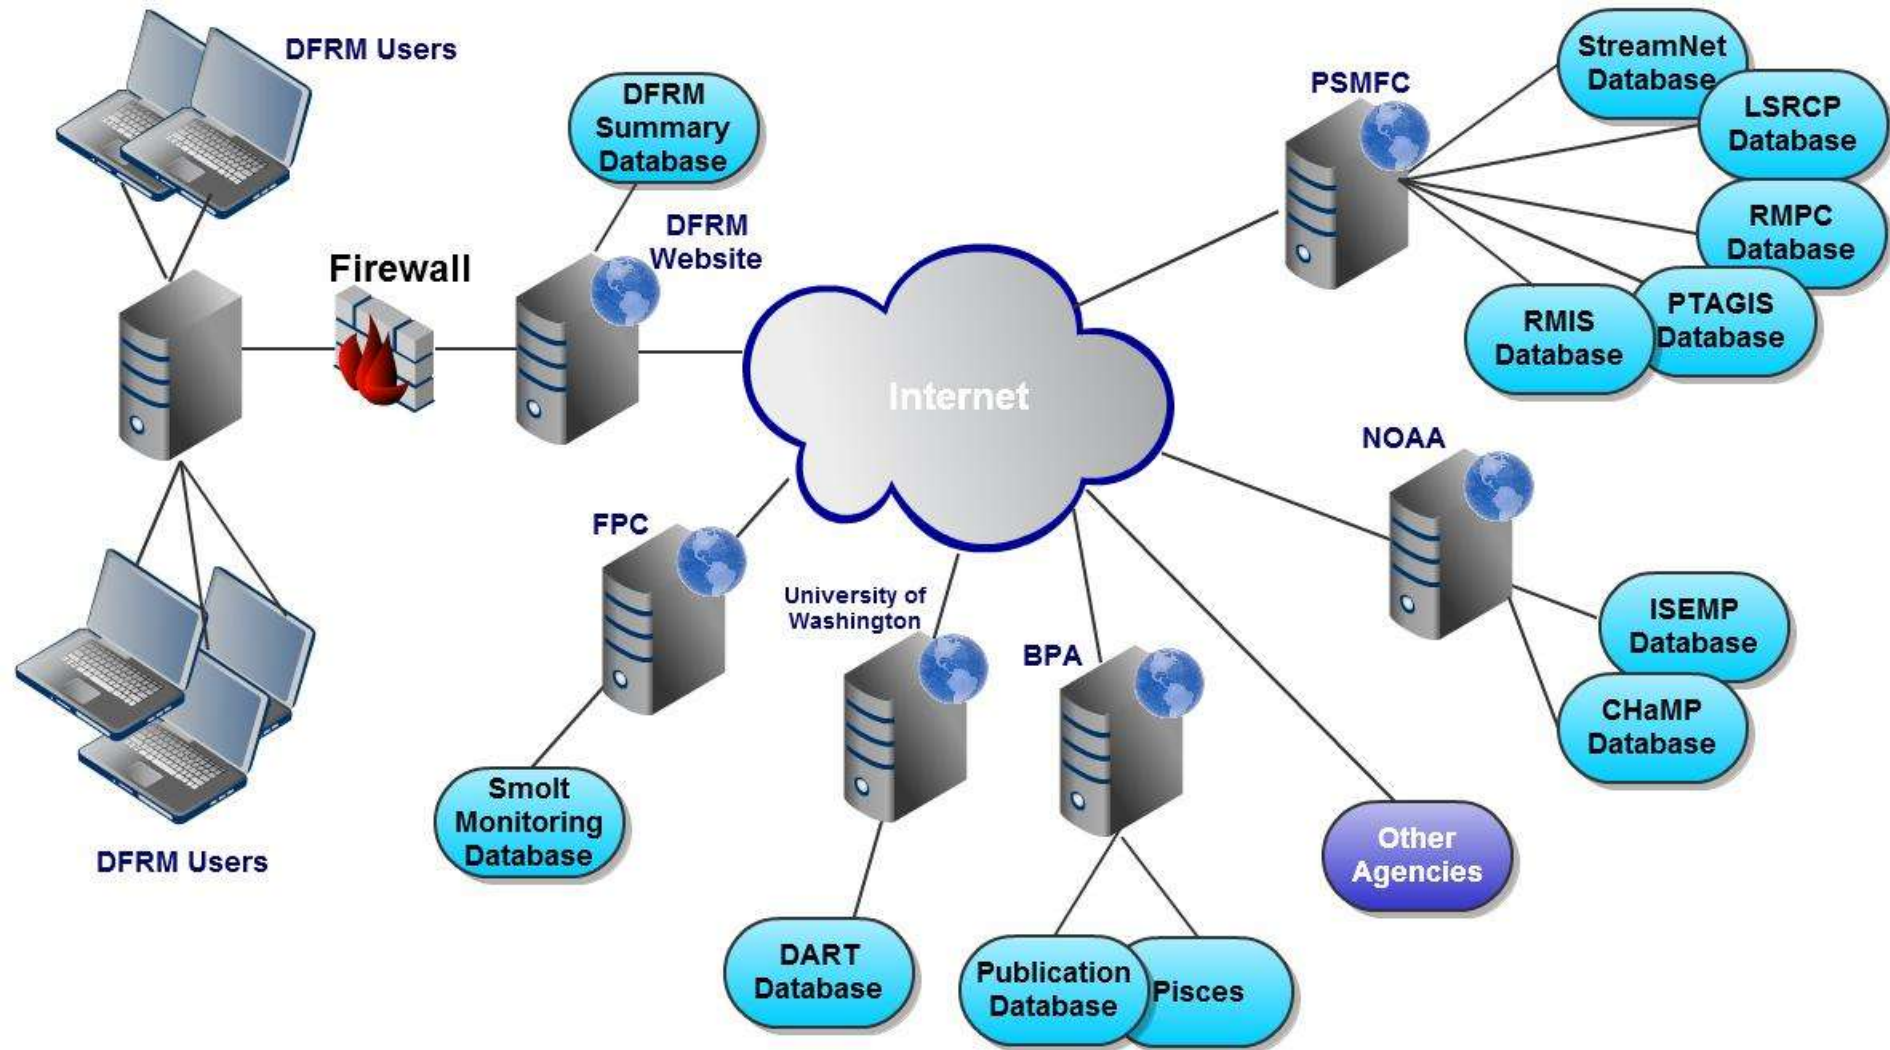 DFRM Users
DFRM
Summary
Database
DFRM
Website
Firewall
Internet
PSMFC
StreamNet
Database
LSRCP
Database
RMPC
Database
PTAGIS
Database
RMIS
Database
NOAA
ISEMP
Database
CHaMP
Database
FPC
Smolt
Monitoring
Database
University of
Washington
DART
Database
BPA
Publication
Database
Pisces
Other
Agencies
DFRM Users